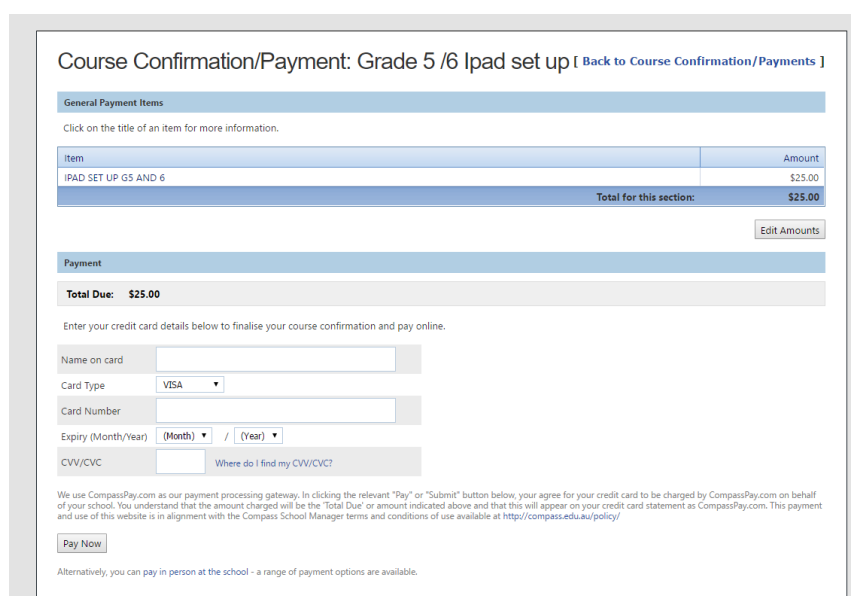 Course Confirmation/Payment: Grade 5 /6 Ipad set up [ Back to Course Confirmation/Payments ]
General Payment Items
Click on the title of an item for more information.
Item Amount
IPAD SET UP G5 AND 6 $25.00
Total for this section: $25.00
Edit Amounts
Payment
Total Due: $25.00
Enter your credit card details below to finalise your course confirmation and pay online.
Name on card
Card Type VISA
Card Number
Expiry (Month/Year) (Month) / (Year)
CVV/CVC Where do I find my CVV/CVC?
We use CompassPay.com as our payment processing gateway. In clicking the relevant "Pay" or "Submit" button below, your agree for your credit card to be charged by CompassPay.com on behalf
of your school. You understand that the amount charged will be the 'Total Due' or amount indicated above and that this will appear on your credit card statement as CompassPay.com. This payment
and use of this website is in alignment with the Compass School Manager terms and conditions of use available at http://compass.edu.au/policy/
Pay Now
Alternatively, you can pay in person at the school - a range of payment options are available.